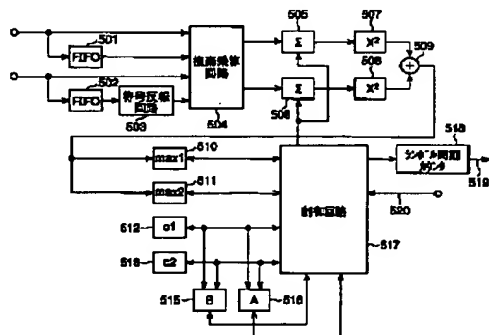 501
FIFO
502
FIFO
符号反転
回路
503
複素乗算
回路
504
505
Σ
506
Σ
507
X²
508
X²
509
+
max1
510
max2
511
512
c1
513
c2
515
B
A
516
制御回路
517
シンボル周期
カウンタ
518
519
520